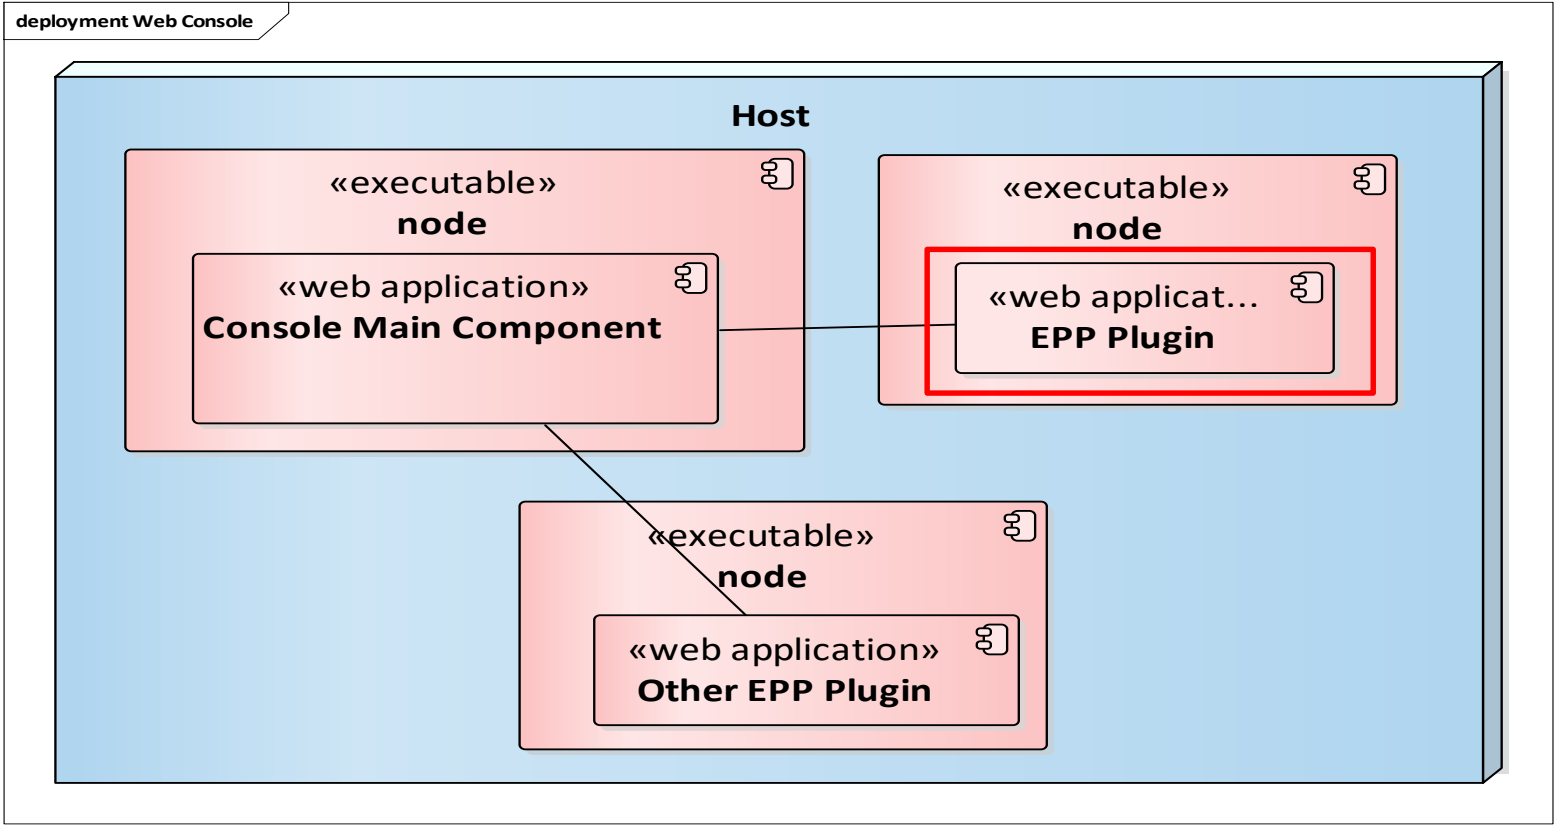 deployment Web Console
Host
«executable»
node
«web application»
Console Main Component
«executable»
node
«web applicat...
EPP Plugin
«executable»
node
«web application»
Other EPP Plugin